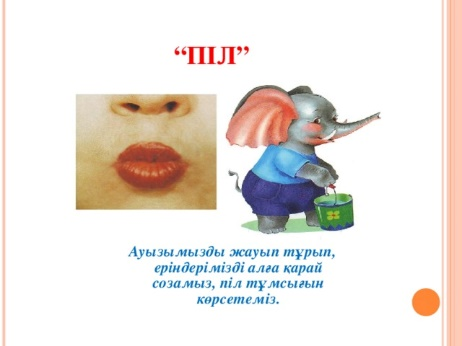 “ПІЛ”
Ауызымызды жауып тұрып,
еріндерімізді алға қарай
созамыз, піл тұмсығын
көрсетеміз.